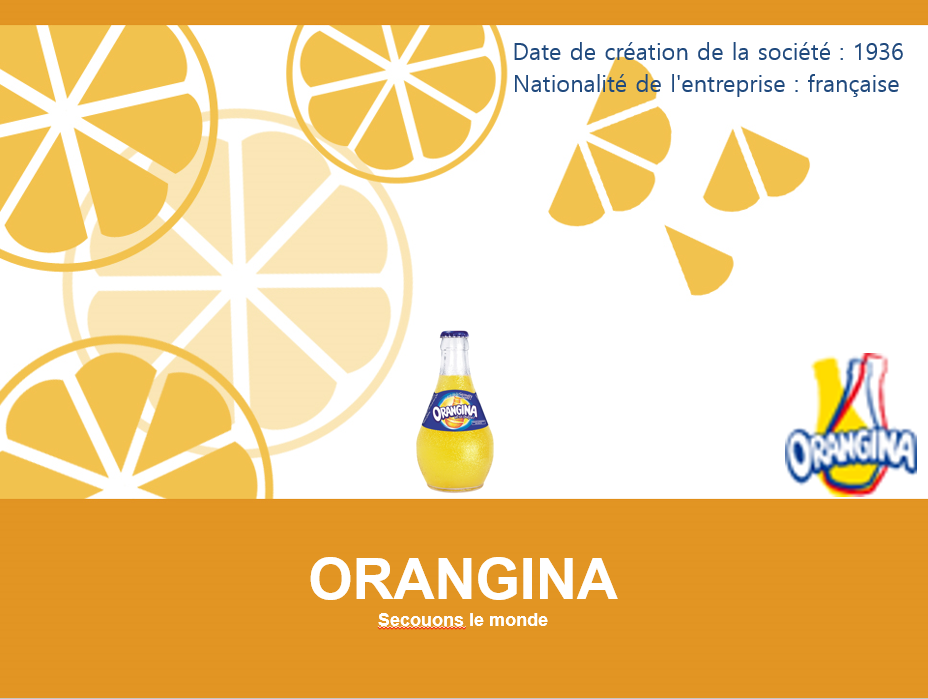 Date de création de la société : 1936
Nationalité de l'entreprise : française
ORANGINA
ORANGINA
ORANGINA
Secouons le monde